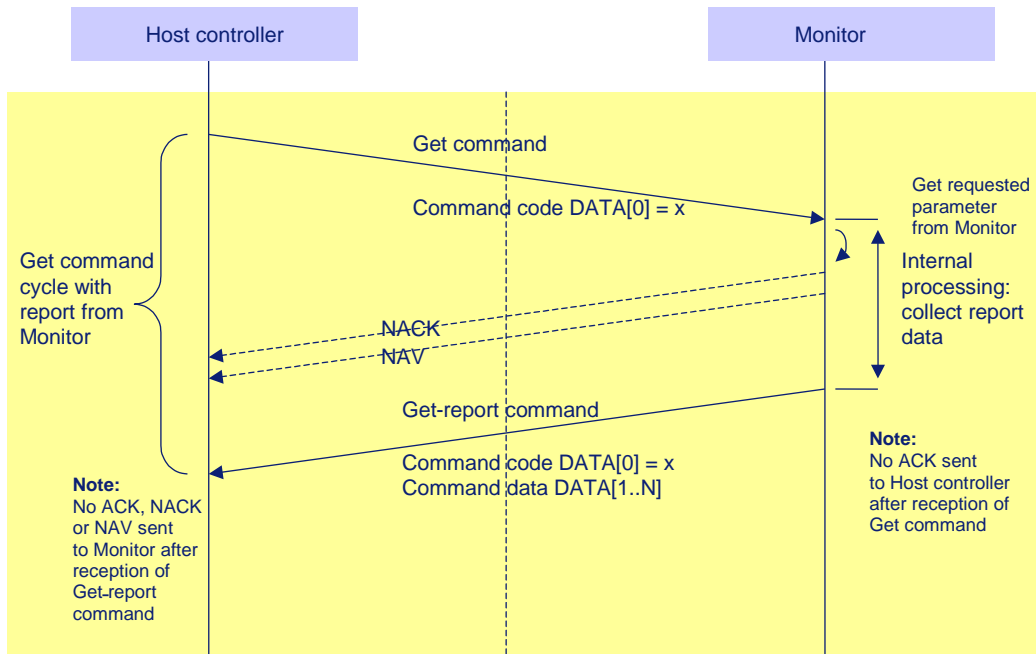 Host controller
Monitor
Get command
Command code DATA[0] = x
Get requested
parameter
from Monitor
Get command
cycle with
report from
Monitor
Internal
processing:
collect report
data
NACK
NAV
Get-report command
Command code DATA[0] = x
Command data DATA[1..N]
Note:
No ACK sent
to Host controller
after reception of
Get command
Note:
No ACK, NACK
or NAV sent
to Monitor after
reception of
Get-report
command